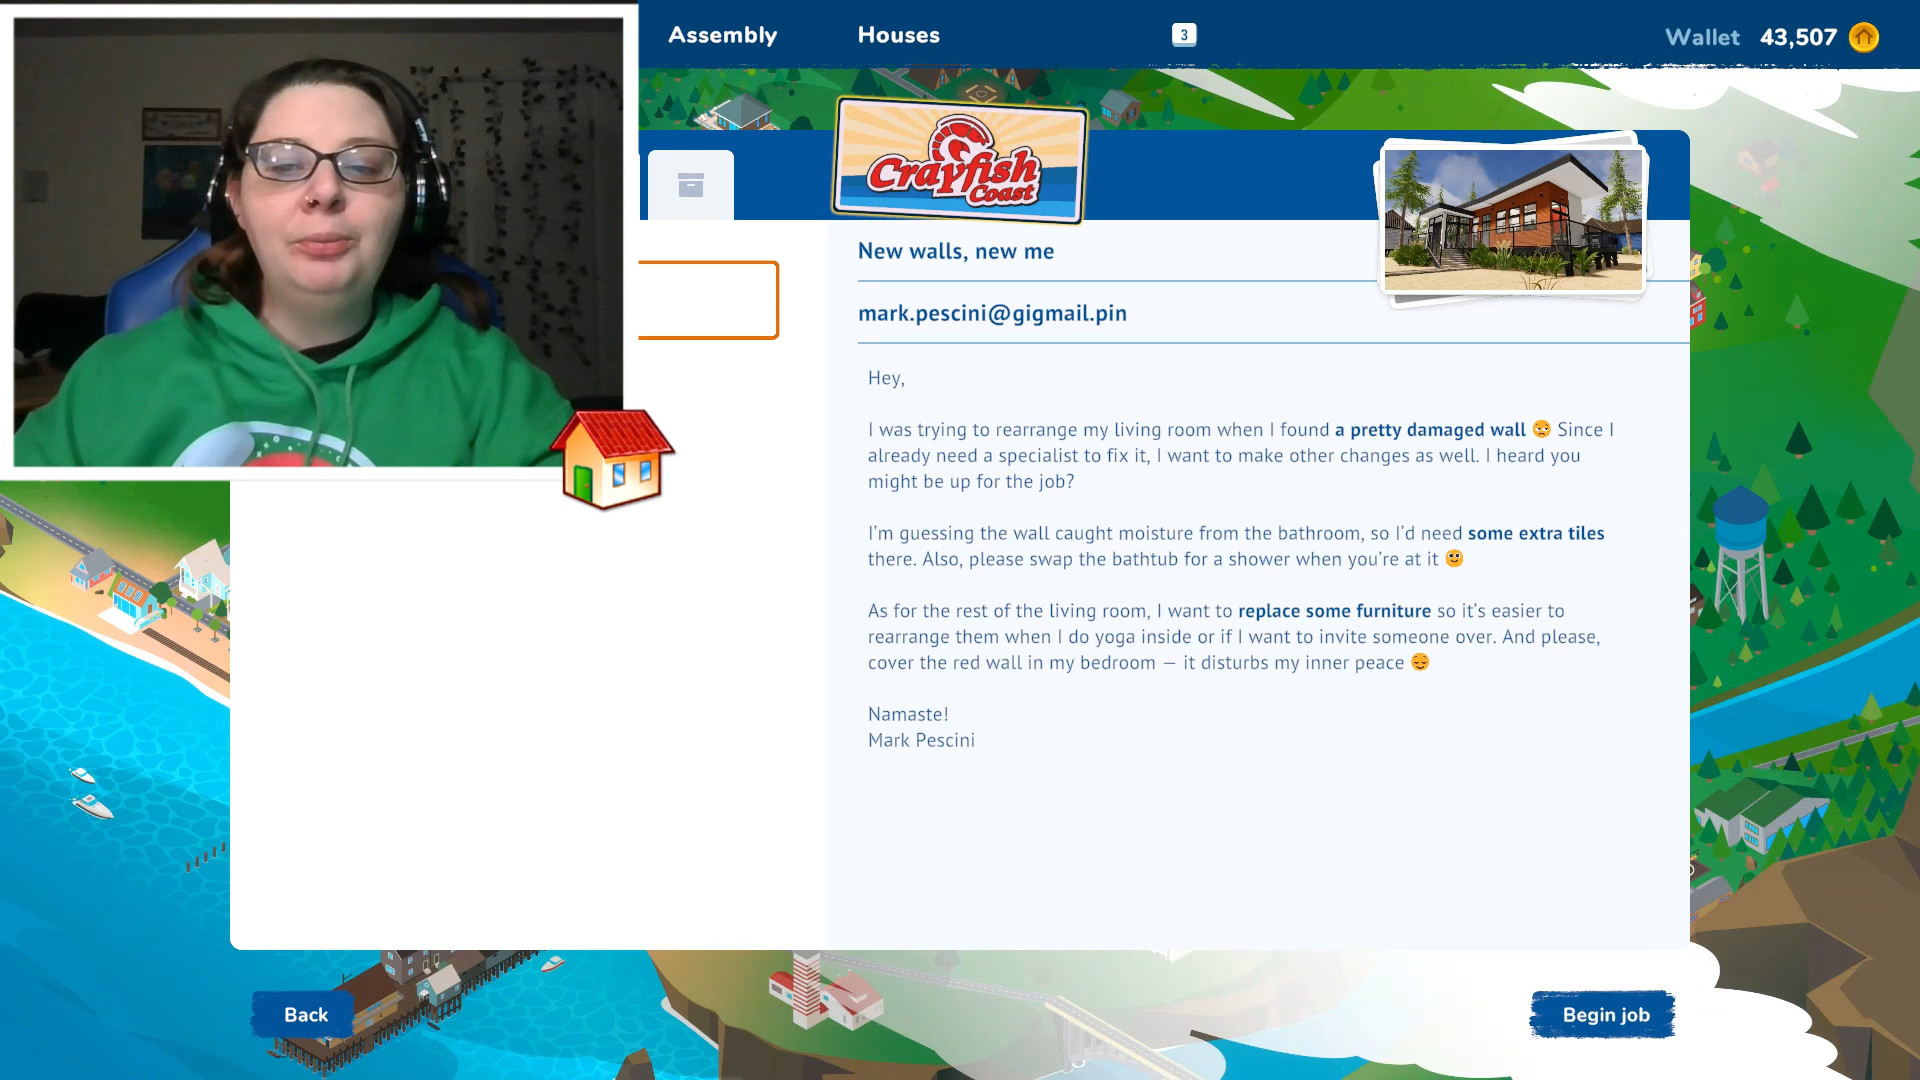 Assembly
Houses
3
Wallet 43,507
Crayfish
Coast
New walls, new me
mark.pescini@gigmail.pin
Hey,
I was trying to rearrange my living room when I found a pretty damaged wall Since I
already need a specialist to fix it, I want to make other changes as well. I heard you
might be up for the job?
I'm guessing the wall caught moisture from the bathroom, so I'd need some extra tiles
there. Also, please swap the bathtub for a shower when you're at it
As for the rest of the living room, I want to replace some furniture so it's easier to
rearrange them when I do yoga inside or if I want to invite someone over. And please,
cover the red wall in my bedroom — it disturbs my inner peace
Namaste!
Mark Pescini
Back
Begin job